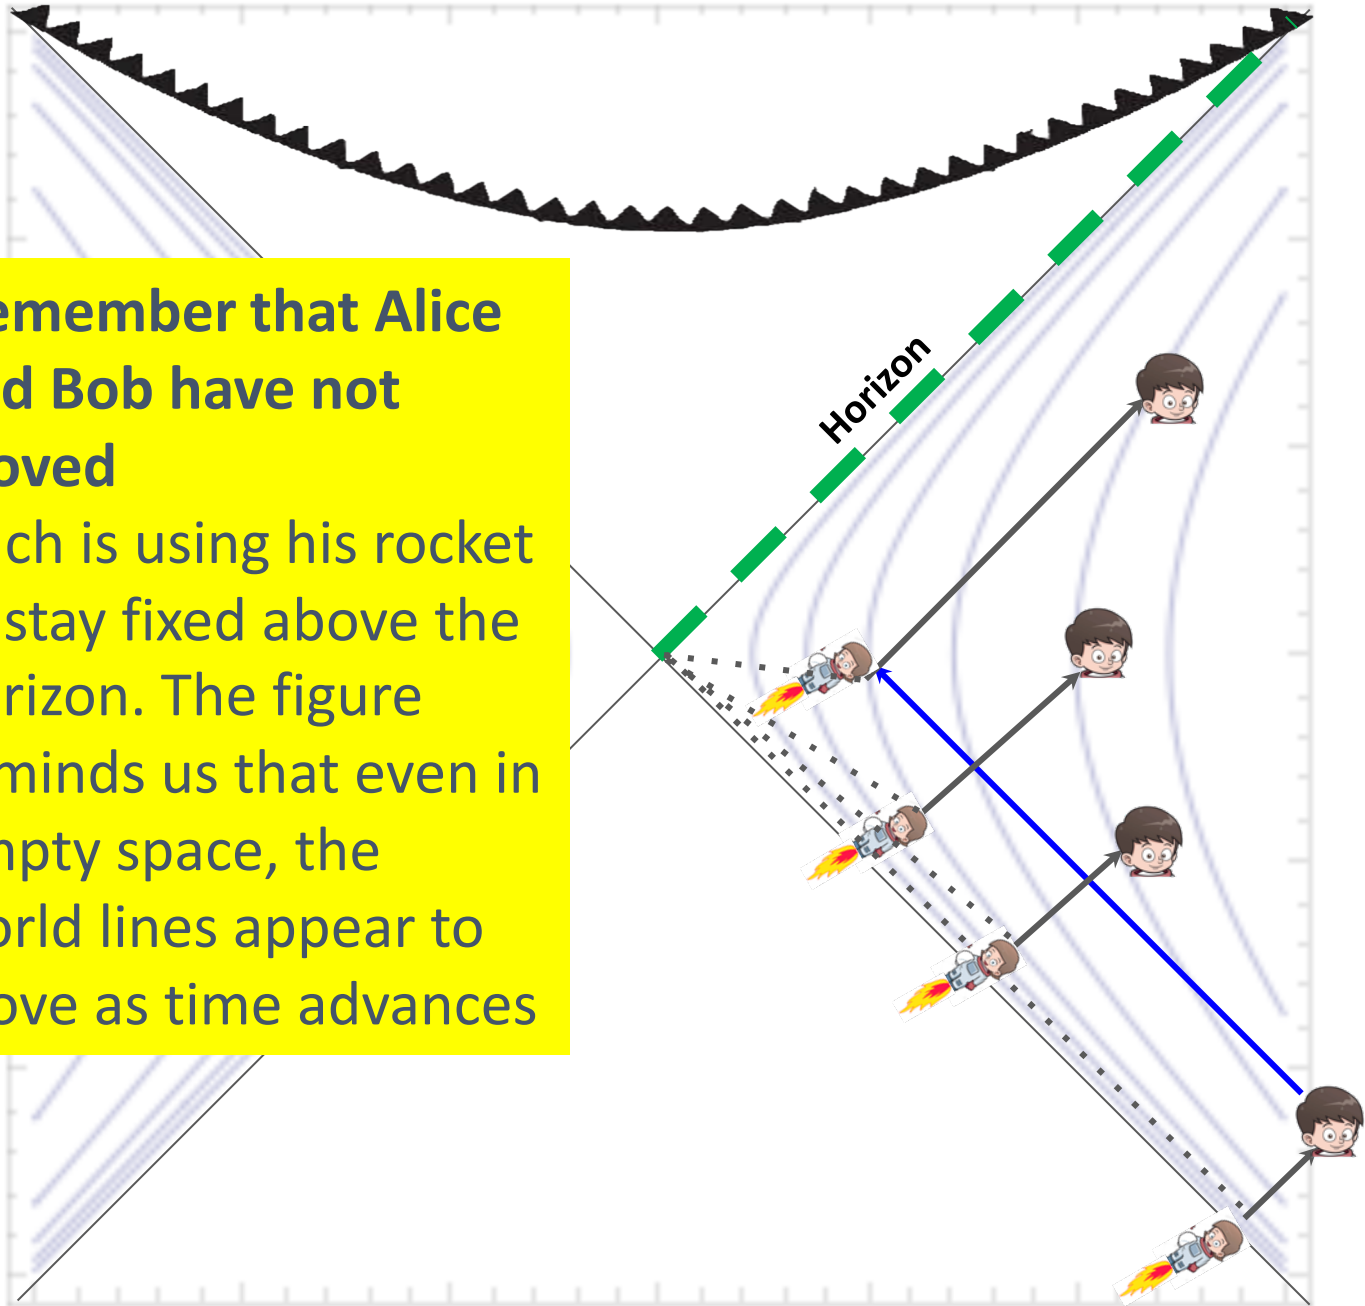 emember that Alice
d Bob have not
oved
ch is using his rocket
stay fixed above the
rizon. The figure
minds us that even in
mpty space, the
orld lines appear to
ove as time advances
Horizon